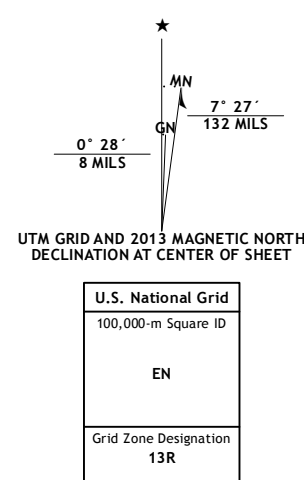 ★
MN
7° 27´
132 MILS
GN
0° 28´
8 MILS
UTM GRID AND 2013 MAGNETIC NORTH
DECLINATION AT CENTER OF SHEET
U.S. National Grid
100,000-m Square ID
EN
Grid Zone Designation
13R